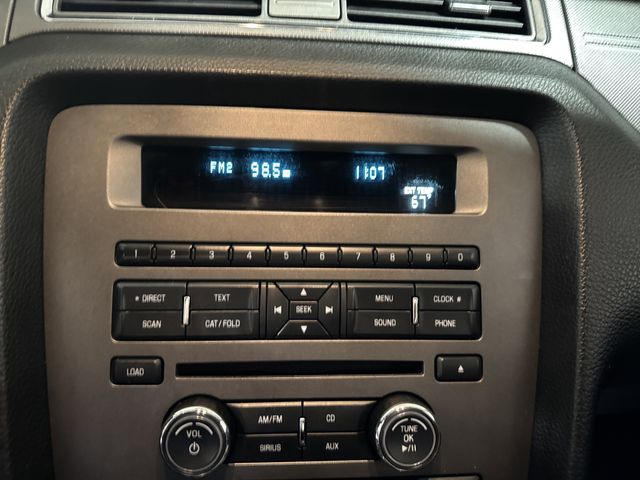 FM2 98.5 11:07
EXT TEMP
67°
1 2 3 4 5 6 7 8 9 0
* DIRECT TEXT MENU CLOCK #
SEEK
SCAN CAT/FOLD SOUND PHONE
LOAD
AM/FM CD
VOL TUNE
OK
SIRIUS AUX